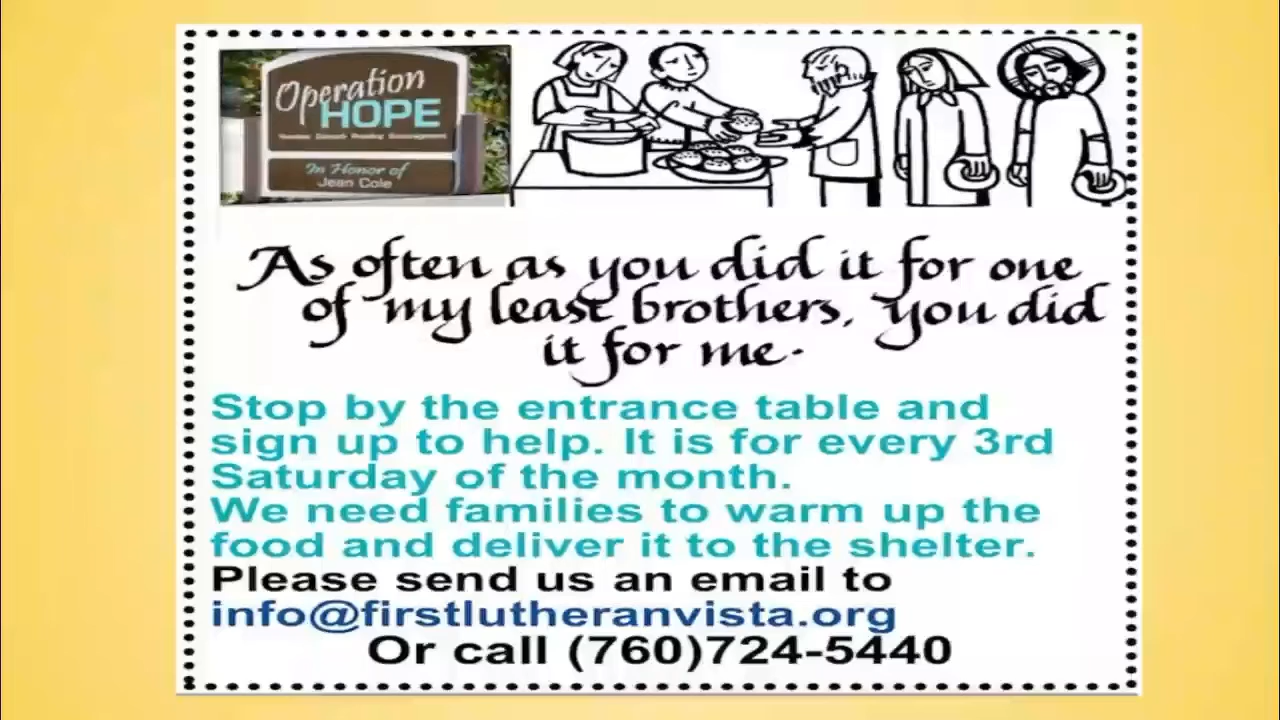 Operation
HOPE
In Honor of
Jean Cole
As often as you did it for one
of my least brothers, you did
it for me.
Stop by the entrance table and
sign up to help. It is for every 3rd
Saturday of the month.
We need families to warm up the
food and deliver it to the shelter.
Please send us an email to
info@firstlutheranvista.org
Or call (760)724-5440